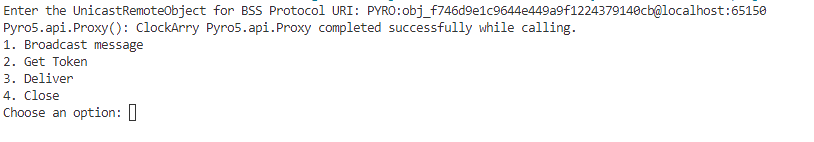 Enter the UnicastRemoteObject for BSS Protocol URI: PYRO:obj_f746d9e1c9644e449a9f1224379140cb@localhost:65150
Pyro5.api.Proxy(): ClockArry Pyro5.api.Proxy completed successfully while calling.
1. Broadcast message
2. Get Token
3. Deliver
4. Close
Choose an option: